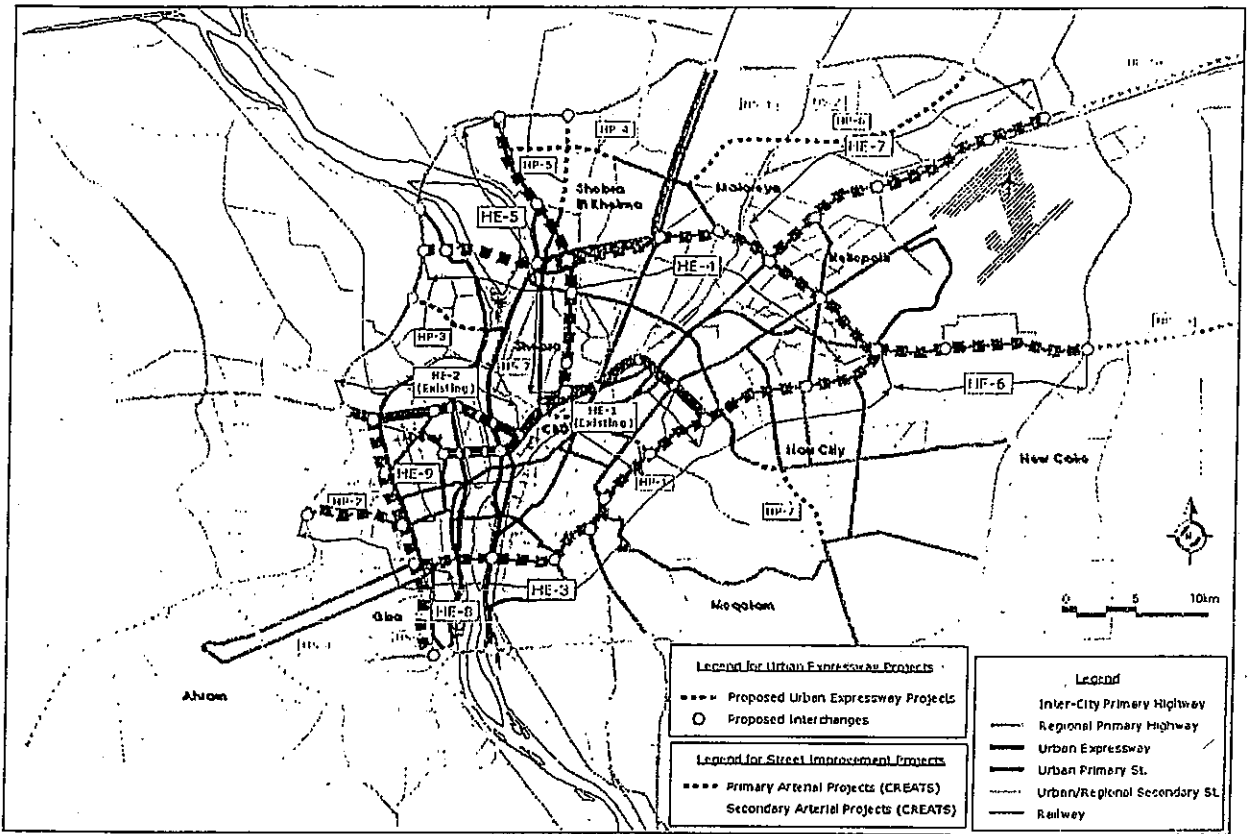 HP-4
HP-6
HE-7
HP-5
Shobra
El Kheima
HE-5
HE-4
HP-3
HE-2
(Existing)
HE-1
(Existing)
CBD
HE-6
HE-9
HP-1
New City
New Cairo
HP-2
HP-7
HE-3
Moqatam
HE-8
Giza
Ahram
0 5 10km
Legend for Urban Expressway Projects
Proposed Urban Expressway Projects
Proposed Interchanges
Legend for Street Improvement Projects
Primary Arterial Projects (CREATS)
Secondary Arterial Projects (CREATS)
Legend
Inter-City Primary Highway
Regional Primary Highway
Urban Expressway
Urban Primary St.
Urban/Regional Secondary St.
Railway